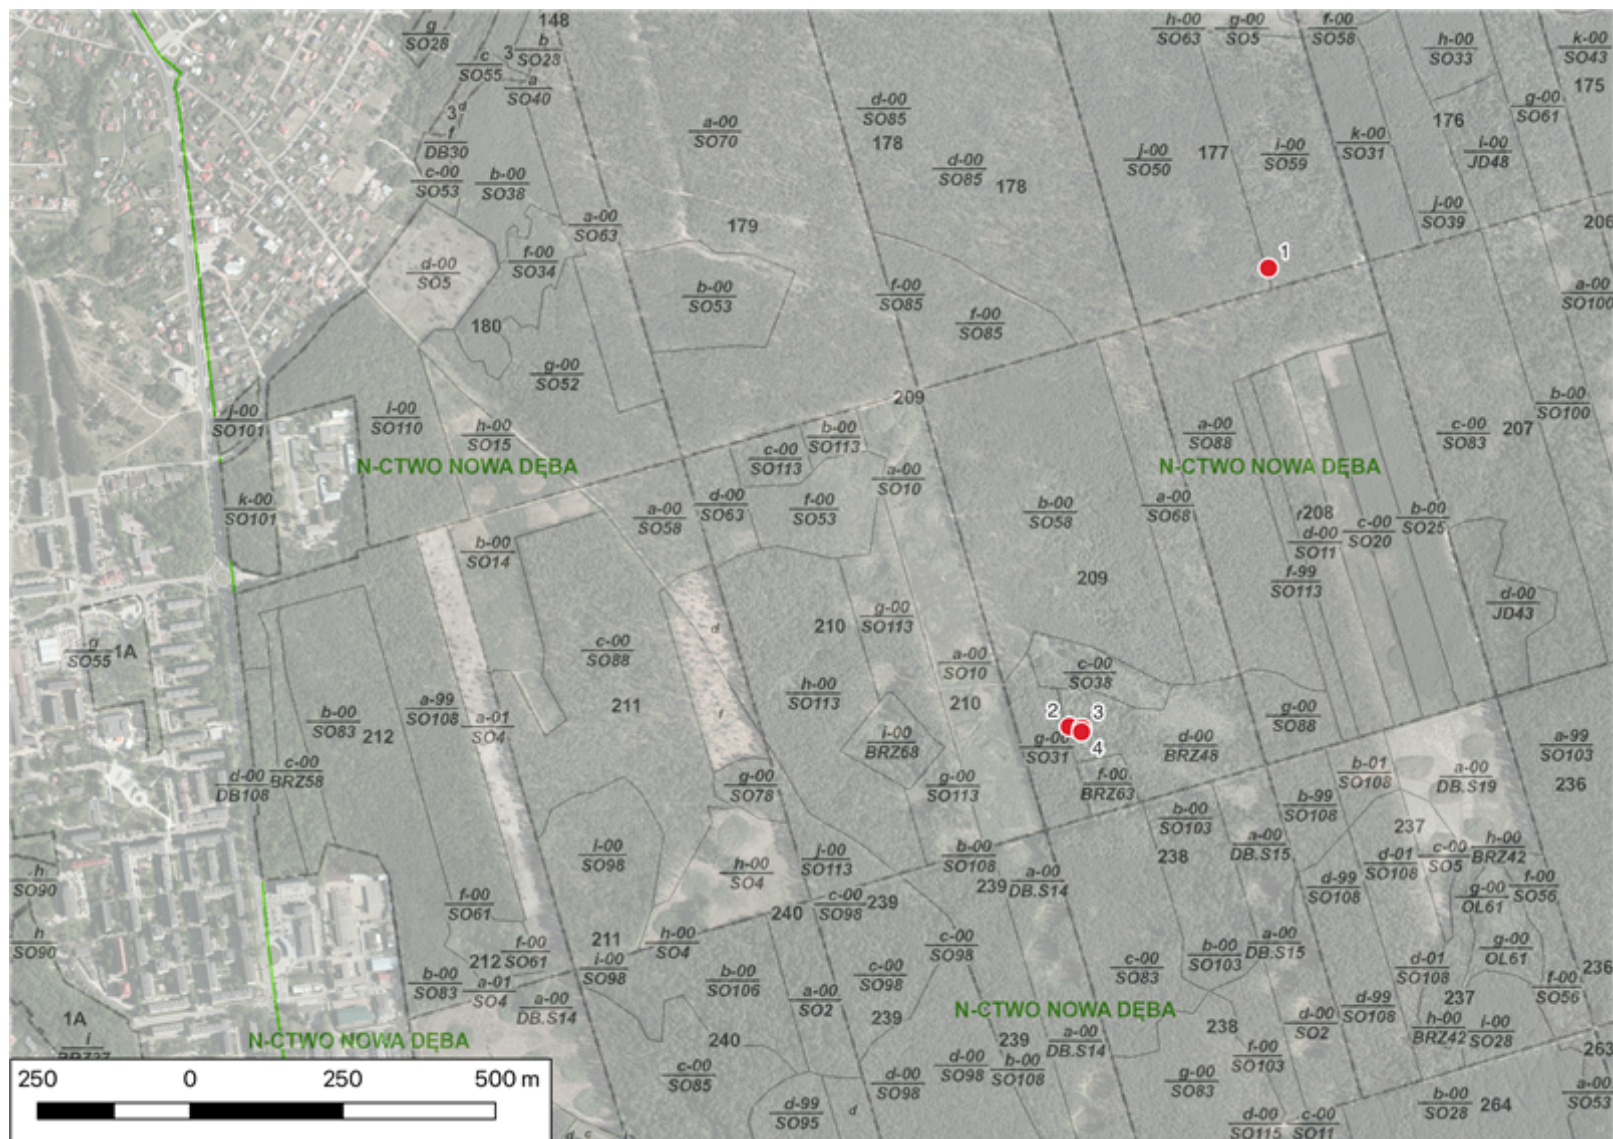 g
SO28
148
b
SO28
3
c
SO55
a
SO40
h-00
SO63
g-00
SO5
f-00
SO58
h-00
SO33
k-00
SO43
175
3
d
f
DB30
a-00
SO70
d-00
SO85
178
g-00
SO61
176
k-00
SO31
i-00
JD48
j-00
SO50
177
i-00
SO59
d-00
SO85
178
c-00
SO53
b-00
SO38
a-00
SO63
179
j-00
SO39
206
1
f-00
SO34
d-00
SO5
b-00
SO53
f-00
SO85
f-00
SO85
a-00
SO100
180
g-00
SO52
209
b-00
SO100
j-00
SO101
i-00
SO110
h-00
SO15
b-00
SO113
c-00
SO113
a-00
SO88
c-00
SO83
207
N-CTWO NOWA DĘBA
N-CTWO NOWA DĘBA
a-00
SO10
k-00
SO101
a-00
SO58
d-00
SO63
f-53
SO53
b-00
SO58
a-00
SO68
208
d-00
SO11
c-00
SO20
b-00
SO25
b-00
SO14
209
f-99
SO113
d-00
JD43
g
SO55
1A
c-00
SO88
d
210
g-00
SO113
a-00
SO10
c-00
SO38
h-00
SO113
210
211
f
a-99
SO108
a-01
SO4
b-00
SO83
212
i-00
BRZ68
2
3
4
g-00
SO31
d-00
BRZ48
g-00
SO88
a-99
SO103
236
d-00
DB108
c-00
BRZ58
g-00
SO78
g-00
SO113
f-00
BRZ63
b-01
SO108
a-00
DB.S19
b-00
SO103
b-99
SO108
237
a-00
DB.S15
238
h-00
BRZ42
c-00
SO5
d-01
SO108
i-00
SO98
h-00
SO4
j-00
SO113
b-00
SO108
239
a-00
DB.S14
d-99
SO108
g-00
OL61
f-00
SO56
h
SO90
f-00
SO61
240
c-00
SO98
239
h
SO90
211
h-00
SO4
c-00
SO98
b-00
SO103
a-00
DB.S15
g-00
OL61
212
f-00
SO61
i-00
SO98
b-00
SO83
a-01
SO4
a-00
DB.S14
b-00
SO106
c-00
SO98
c-00
SO83
d-01
SO108
236
f-00
SO56
a-00
SO2
239
N-CTWO NOWA DĘBA
237
d-99
SO108
1A
i
BRZ37
N-CTWO NOWA DĘBA
240
239
a-00
DB.S14
238
d-00
SO2
h-00
BRZ42
i-00
SO28
263
f-00
SO103
c-00
SO85
d-00
SO98
d-00
SO98
b-00
SO108
g-00
SO83
a-00
SO53
d-99
SO95
d
b-00
SO28
264
d-00
SO115
c-00
SO11
d
c
250 0 250 500 m